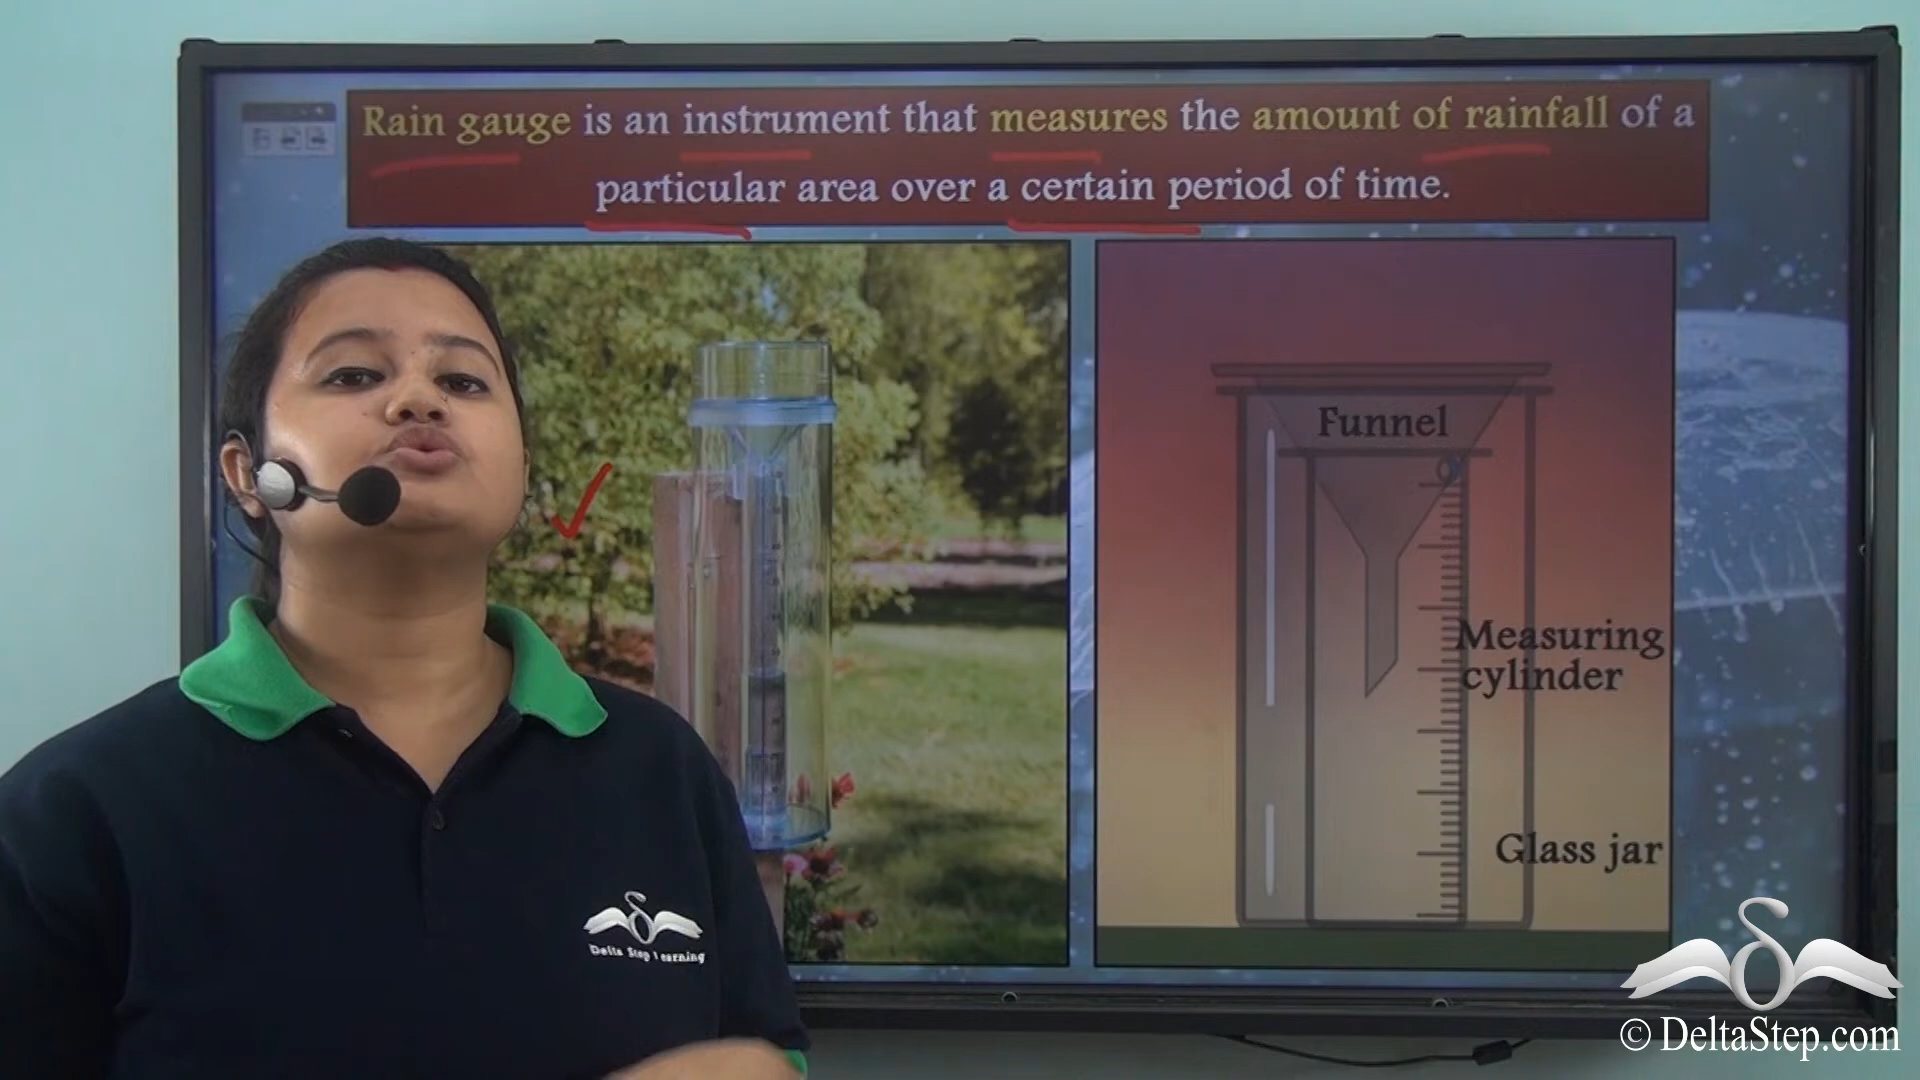 Rain gauge is an instrument that measures the amount of rainfall of a
particular area over a certain period of time.
Funnel
Measuring
cylinder
Glass jar
Delta Step Learning
© DeltaStep.com